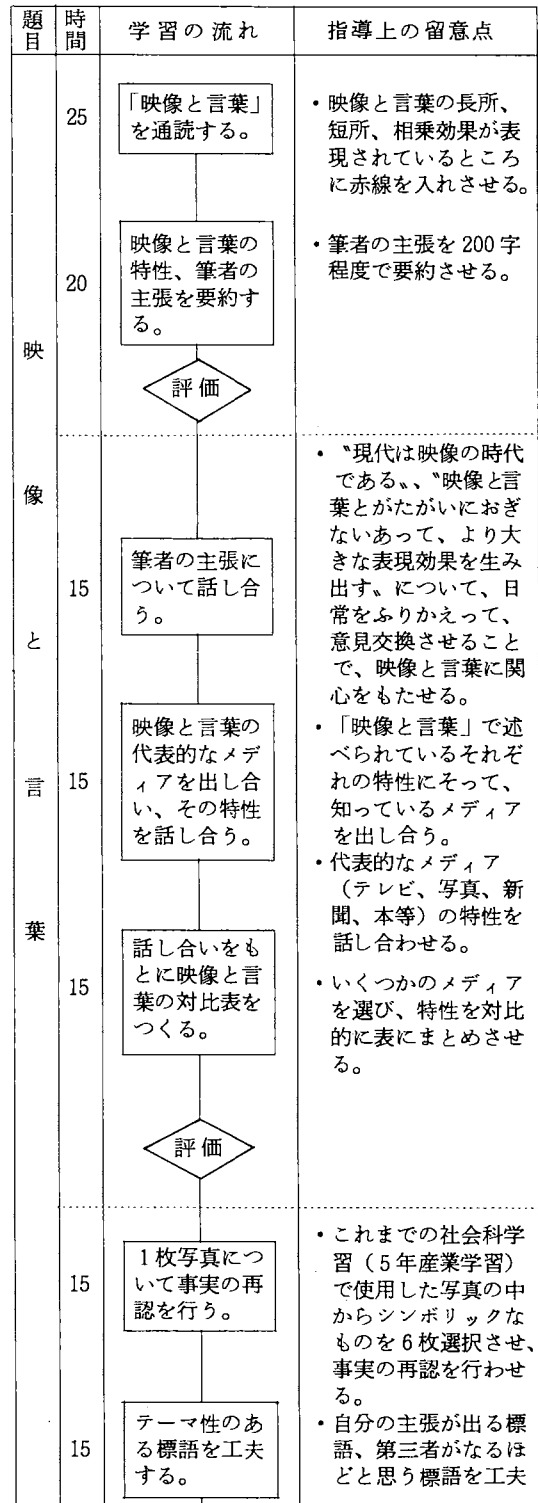 題目 時間 学習の流れ 指導上の留意点
映像と言葉
25
「映像と言葉」
を通読する。
・映像と言葉の長所、
短所、相乗効果が表
現されているところ
に赤線を入れさせる。
20
映像と言葉の
特性、筆者の
主張を要約す
る。
・筆者の主張を200字
程度で要約させる。
評価
15
筆者の主張に
ついて話し合
う。
・〝現代は映像の時代
である〟、〝映像と言
葉とがたがいにおぎ
ないあって、より大
きな表現効果を生み
出す〟について、日
常をふりかえって、
意見交換させること
で、映像と言葉に関
心をもたせる。
15
映像と言葉の
代表的なメデ
ィアを出し合
い、その特性
を話し合う。
・「映像と言葉」で述
べられているそれぞ
れの特性にそって、
知っているメディア
を出し合う。
・代表的なメディア
(テレビ、写真、新
聞、本等)の特性を
話し合わせる。
15
話し合いをも
とに映像と言
葉の対比表を
つくる。
・いくつかのメディア
を選び、特性を対比
的に表にまとめさせ
る。
評価
15
1枚写真につ
いて事実の再
認を行う。
・これまでの社会科学
習(5年産業学習)
で使用した写真の中
からシンボリックな
ものを6枚選択させ、
事実の再認を行わせ
る。
15
テーマ性のあ
る標語を工夫
する。
・自分の主張が出る標
語、第三者がなるほ
どと思う標語を工夫